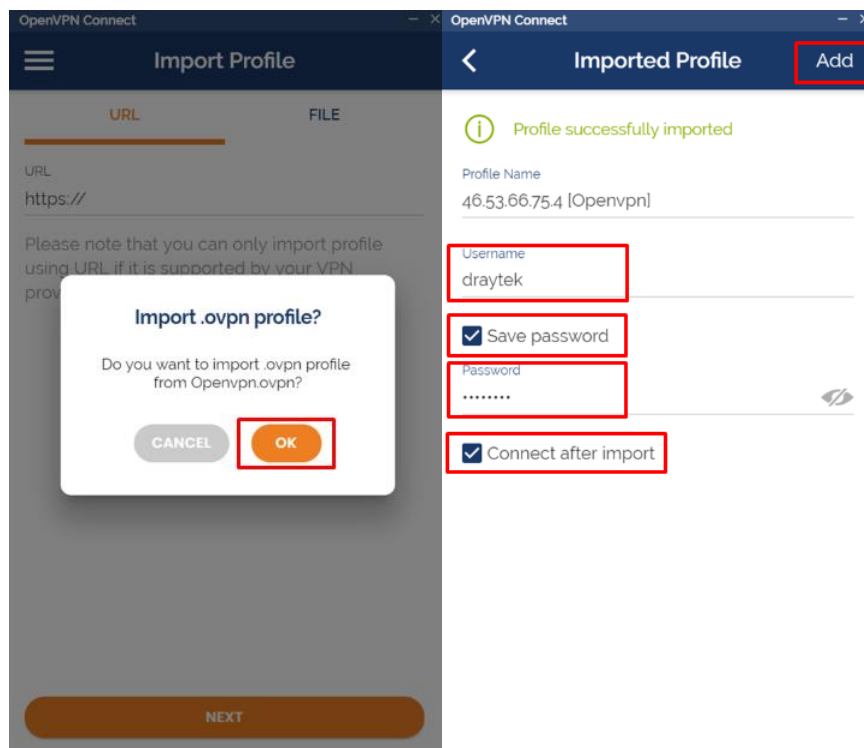 OpenVPN Connect
Import Profile
URL FILE
URL
https://
Please note that you can only import profile
using URL if it is supported by your VPN
prov
Import .ovpn profile?
Do you want to import .ovpn profile
from Openvpn.ovpn?
CANCEL OK
NEXT
OpenVPN Connect
Imported Profile Add
Profile successfully imported
Profile Name
46.53.66.75.4 [Openvpn]
Username
draytek
Save password
Password
••••••••
Connect after import